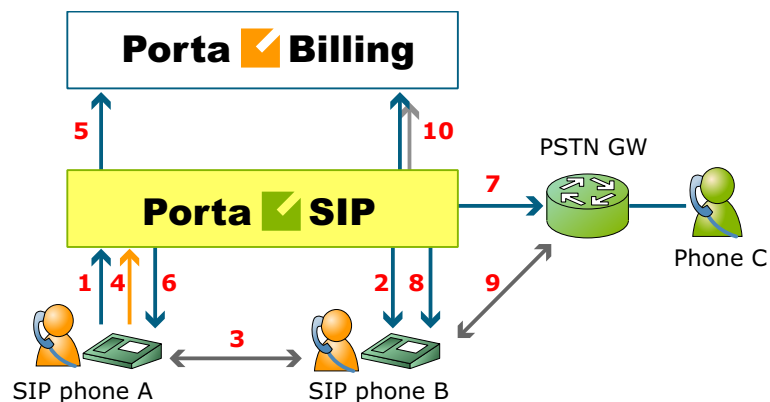 Porta Billing
5
10
PSTN GW
7
Porta SIP
Phone C
1
4
6
2
8
9
3
SIP phone A
SIP phone B